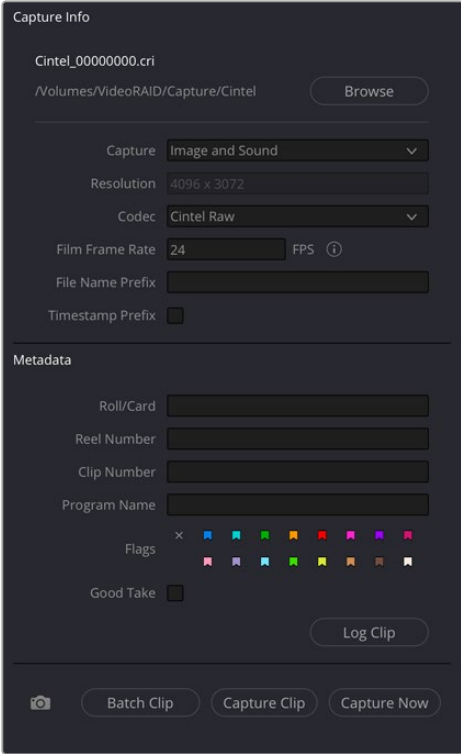 Capture Info
Cintel_00000000.cri
/Volumes/VideoRAID/Capture/Cintel
Browse
Capture Image and Sound
Resolution 4096 x 3072
Codec Cintel Raw
Film Frame Rate 24 FPS
File Name Prefix
Timestamp Prefix
Metadata
Roll/Card
Reel Number
Clip Number
Program Name
Flags
Good Take
Log Clip
Batch Clip Capture Clip Capture Now